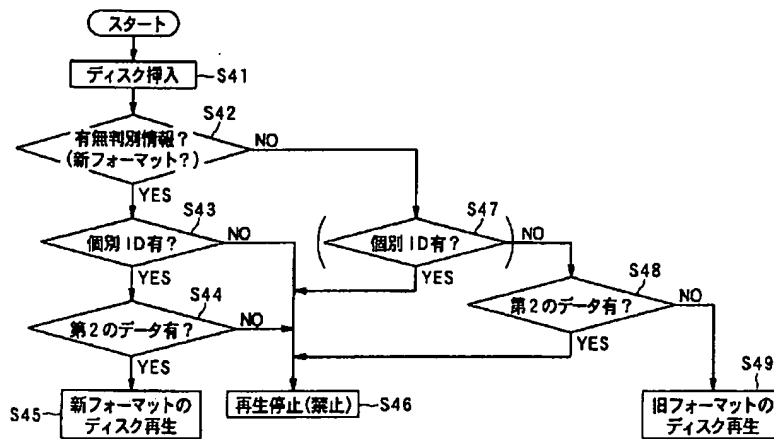 スタート
ディスク挿入
S41
有無判別情報?
(新フォーマット?)
S42
NO
YES
個別ID有?
S43
NO
YES
(個別ID有?)
S47
NO
YES
第2のデータ有?
S44
NO
YES
第2のデータ有?
S48
NO
YES
S45
新フォーマットの
ディスク再生
再生停止(禁止)
S46
S49
旧フォーマットの
ディスク再生